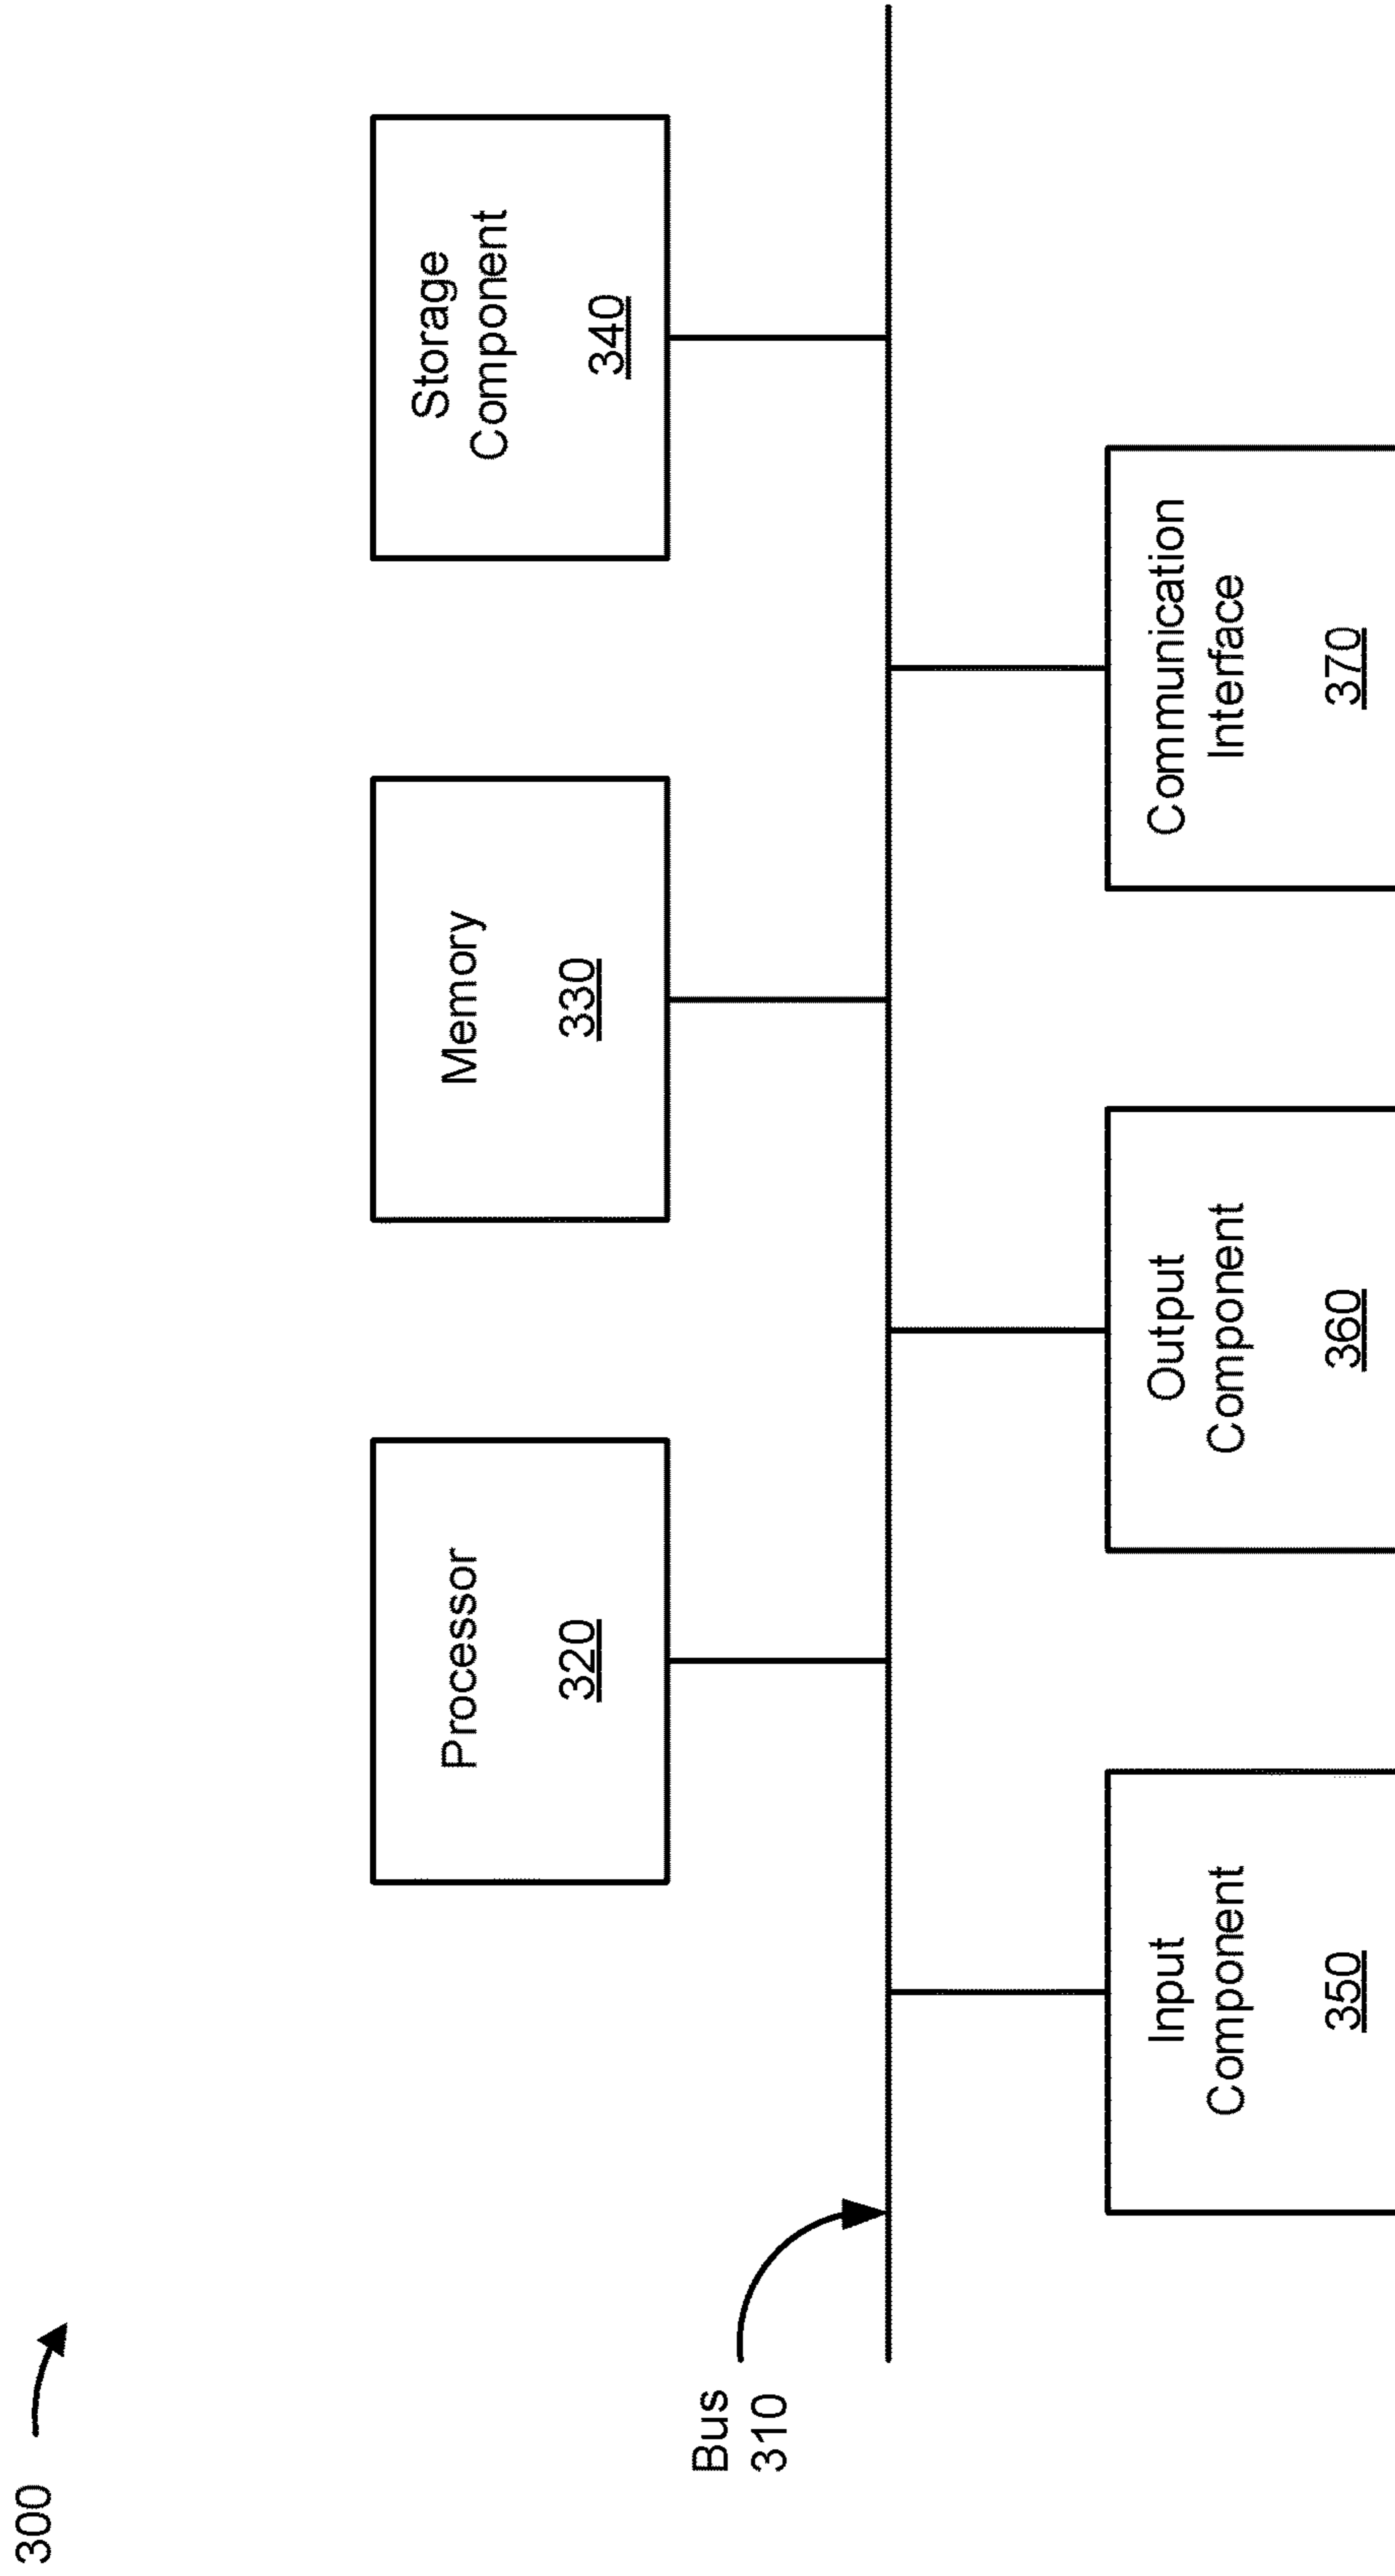 300
Processor
320
Memory
330
Storage
Component
340
Bus
310
Input
Component
350
Output
Component
360
Communication
Interface
370